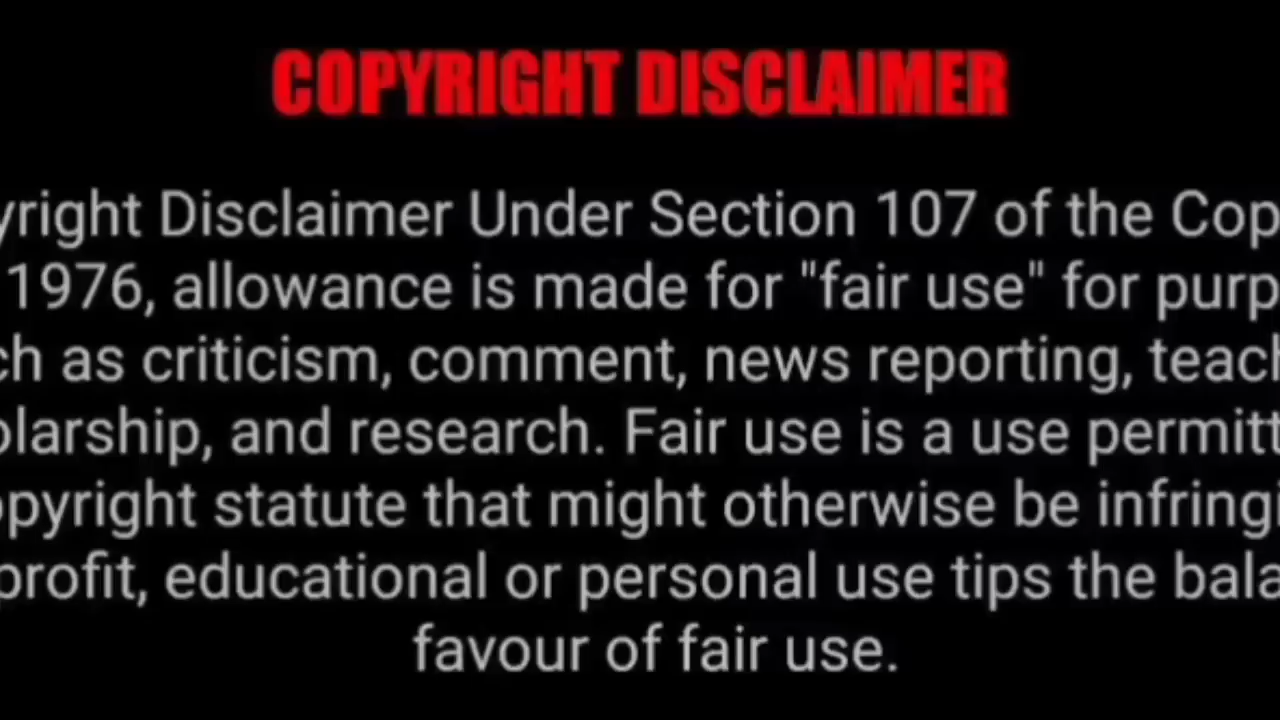 COPYRIGHT DISCLAIMER
yright Disclaimer Under Section 107 of the Cop
1976, allowance is made for "fair use" for purp
ch as criticism, comment, news reporting, teach
olarship, and research. Fair use is a use permitt
opyright statute that might otherwise be infringi
profit, educational or personal use tips the bala
favour of fair use.